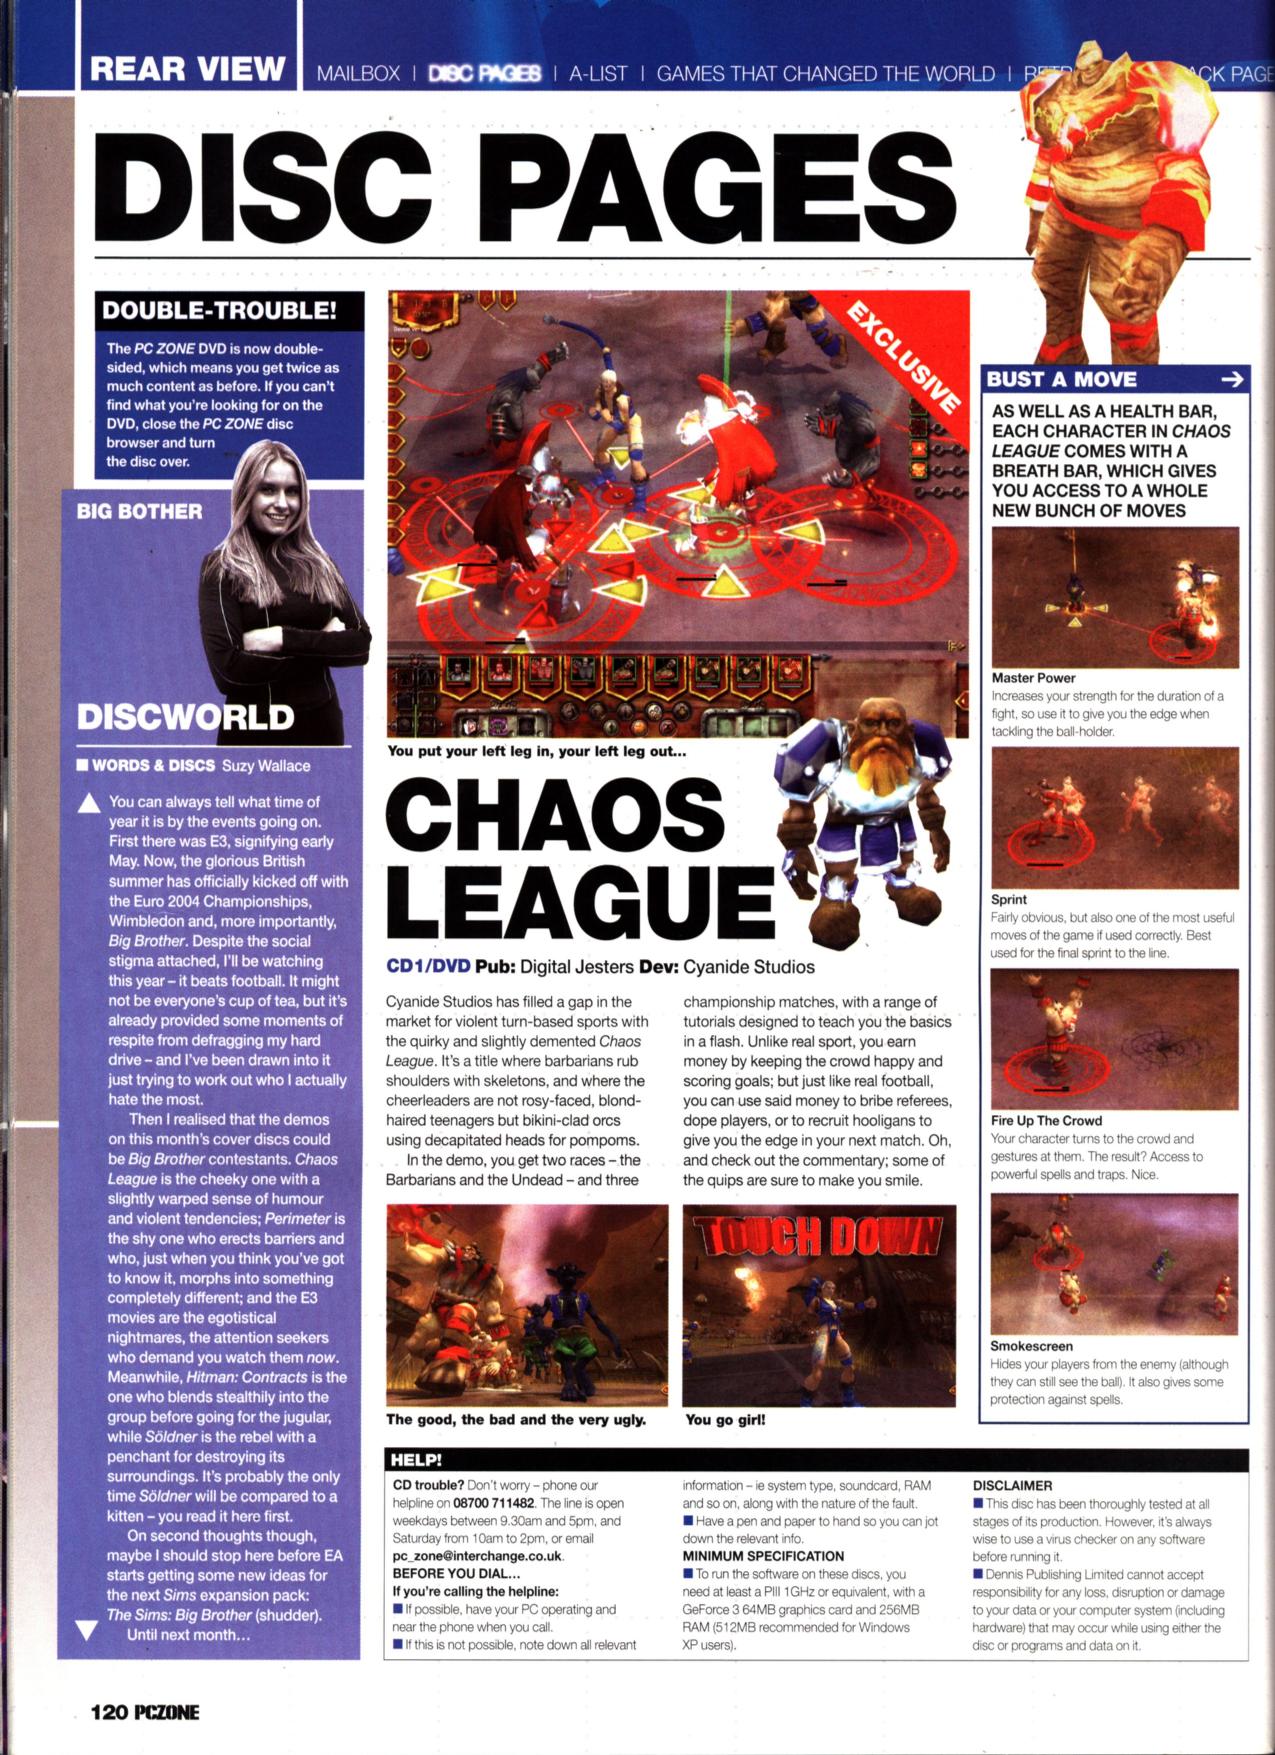 REAR VIEW
MAILBOX | DISC PAGES | A-LIST | GAMES THAT CHANGED THE WORLD |
DISC PAGES
DOUBLE-TROUBLE!
The PC ZONE DVD is now double-
sided, which means you get twice as
much content as before. If you can't
find what you're looking for on the
DVD, close the PC ZONE disc
browser and turn
the disc over.
BIG BOTHER
DISCWORLD
■ WORDS & DISCS Suzy Wallace
You can always tell what time of
year it is by the events going on.
First there was E3, signifying early
May. Now, the glorious British
summer has officially kicked off with
the Euro 2004 Championships,
Wimbledon and, more importantly,
Big Brother. Despite the social
stigma attached, I'll be watching
this year – it beats football. It might
not be everyone's cup of tea, but it's
already provided some moments of
respite from defragging my hard
drive – and I've been drawn into it
just trying to work out who I actually
hate the most.
Then I realised that the demos
on this month's cover discs could
be Big Brother contestants. Chaos
League is the cheeky one with a
slightly warped sense of humour
and violent tendencies; Perimeter is
the shy one who erects barriers and
who, just when you think you've got
to know it, morphs into something
completely different; and the E3
movies are the egotistical
nightmares, the attention seekers
who demand you watch them now.
Meanwhile, Hitman: Contracts is the
one who blends stealthily into the
group before going for the jugular,
while Söldner is the rebel with a
penchant for destroying its
surroundings. It's probably the only
time Söldner will be compared to a
kitten – you read it here first.
On second thoughts though,
maybe I should stop here before EA
starts getting some new ideas for
the next Sims expansion pack:
The Sims: Big Brother (shudder).
Until next month...
EXCLUSIVE
You put your left leg in, your left leg out...
CHAOS
LEAGUE
CD1/DVD Pub: Digital Jesters Dev: Cyanide Studios
Cyanide Studios has filled a gap in the
market for violent turn-based sports with
the quirky and slightly demented Chaos
League. It's a title where barbarians rub
shoulders with skeletons, and where the
cheerleaders are not rosy-faced, blond-
haired teenagers but bikini-clad orcs
using decapitated heads for pompoms.
In the demo, you get two races – the
Barbarians and the Undead – and three
championship matches, with a range of
tutorials designed to teach you the basics
in a flash. Unlike real sport, you earn
money by keeping the crowd happy and
scoring goals; but just like real football,
you can use said money to bribe referees,
dope players, or to recruit hooligans to
give you the edge in your next match. Oh,
and check out the commentary; some of
the quips are sure to make you smile.
The good, the bad and the very ugly.
TOUCH DOWN
You go girl!
BUST A MOVE →
AS WELL AS A HEALTH BAR,
EACH CHARACTER IN CHAOS
LEAGUE COMES WITH A
BREATH BAR, WHICH GIVES
YOU ACCESS TO A WHOLE
NEW BUNCH OF MOVES
Master Power
Increases your strength for the duration of a
fight, so use it to give you the edge when
tackling the ball-holder.
Sprint
Fairly obvious, but also one of the most useful
moves of the game if used correctly. Best
used for the final sprint to the line.
Fire Up The Crowd
Your character turns to the crowd and
gestures at them. The result? Access to
powerful spells and traps. Nice.
Smokescreen
Hides your players from the enemy (although
they can still see the ball). It also gives some
protection against spells.
HELP!
CD trouble? Don't worry – phone our
helpline on 08700 711482. The line is open
weekdays between 9.30am and 5pm, and
Saturday from 10am to 2pm, or email
pc_zone@interchange.co.uk.
BEFORE YOU DIAL...
If you're calling the helpline:
■ If possible, have your PC operating and
near the phone when you call.
■ If this is not possible, note down all relevant
information – ie system type, soundcard, RAM
and so on, along with the nature of the fault.
■ Have a pen and paper to hand so you can jot
down the relevant info.
MINIMUM SPECIFICATION
■ To run the software on these discs, you
need at least a PIII 1GHz or equivalent, with a
GeForce 3 64MB graphics card and 256MB
RAM (512MB recommended for Windows
XP users).
DISCLAIMER
■ This disc has been thoroughly tested at all
stages of its production. However, it's always
wise to use a virus checker on any software
before running it.
■ Dennis Publishing Limited cannot accept
responsibility for any loss, disruption or damage
to your data or your computer system (including
hardware) that may occur while using either the
disc or programs and data on it.
120 PCZONE